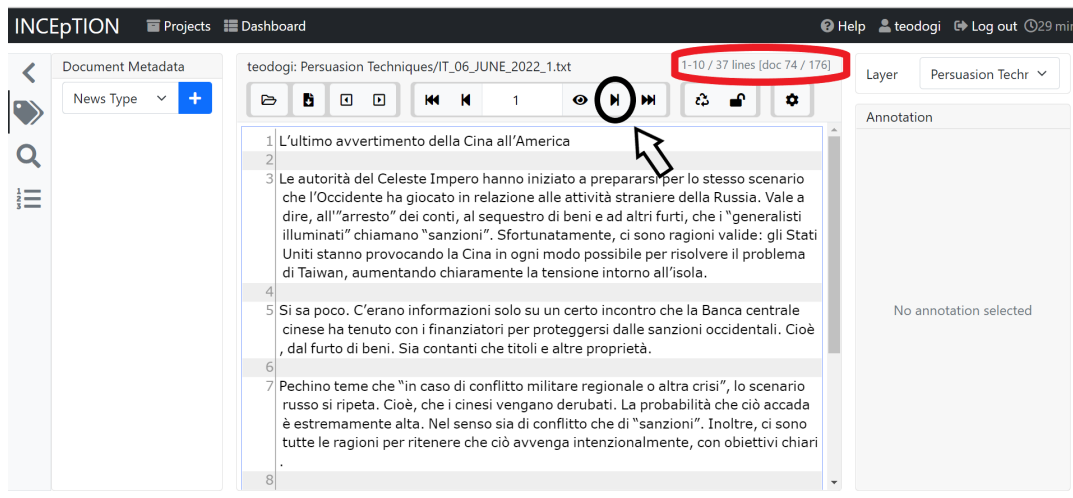 INCEpTION Projects Dashboard Help teodogi Log out 29 min
Document Metadata
News Type
teodogi: Persuasion Techniques/IT_06_JUNE_2022_1.txt
1-10 / 37 lines [doc 74 / 176]
1
1 L’ultimo avvertimento della Cina all’America
2
3 Le autorità del Celeste Impero hanno iniziato a prepararsi per lo stesso scenario
che l’Occidente ha giocato in relazione alle attività straniere della Russia. Vale a
dire, all'”arresto” dei conti, al sequestro di beni e ad altri furti, che i “generalisti
illuminati” chiamano “sanzioni”. Sfortunatamente, ci sono ragioni valide: gli Stati
Uniti stanno provocando la Cina in ogni modo possibile per risolvere il problema
di Taiwan, aumentando chiaramente la tensione intorno all’isola.
4
5 Si sa poco. C’erano informazioni solo su un certo incontro che la Banca centrale
cinese ha tenuto con i finanziatori per proteggersi dalle sanzioni occidentali. Cioè
, dal furto di beni. Sia contanti che titoli e altre proprietà.
6
7 Pechino teme che “in caso di conflitto militare regionale o altra crisi”, lo scenario
russo si ripeta. Cioè, che i cinesi vengano derubati. La probabilità che ciò accada
è estremamente alta. Nel senso sia di conflitto che di “sanzioni”. Inoltre, ci sono
tutte le ragioni per ritenere che ciò avvenga intenzionalmente, con obiettivi chiari
.
8
Layer Persuasion Techr
Annotation
No annotation selected